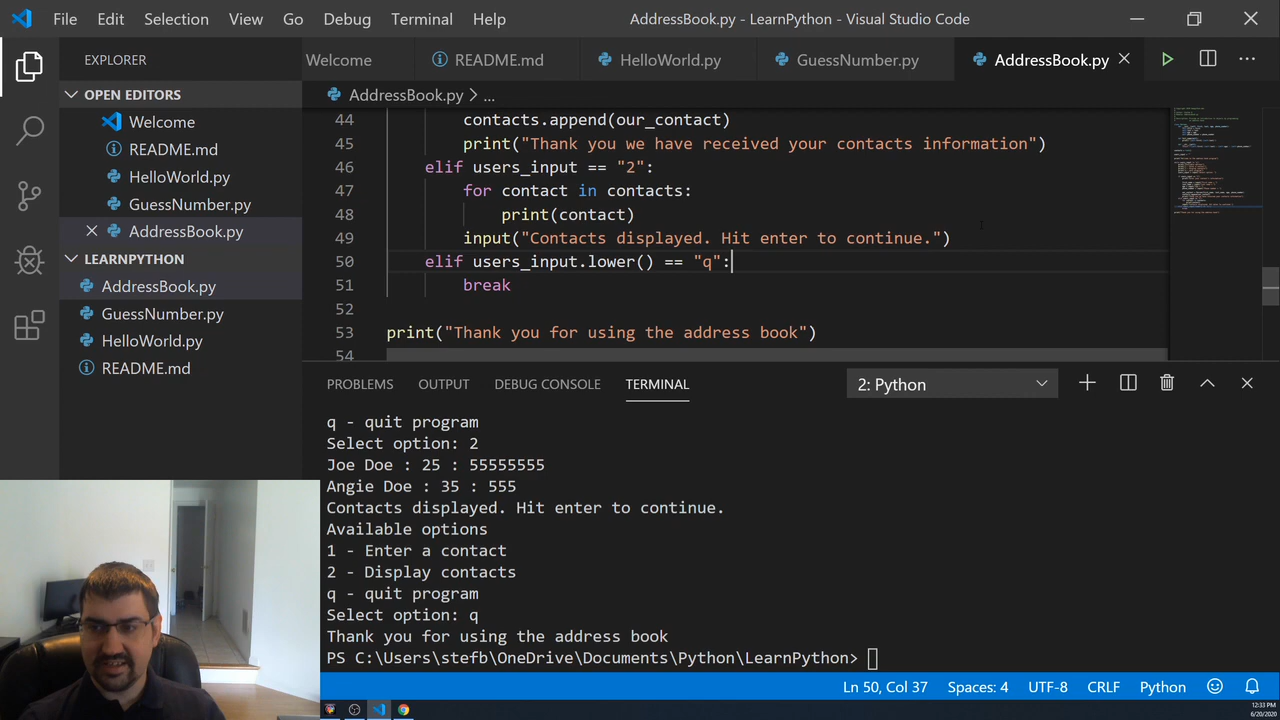 File Edit Selection View Go Debug Terminal Help AddressBook.py - LearnPython - Visual Studio Code
EXPLORER
Welcome README.md HelloWorld.py GuessNumber.py AddressBook.py
OPEN EDITORS
Welcome
README.md
HelloWorld.py
GuessNumber.py
AddressBook.py
LEARNPYTHON
AddressBook.py
GuessNumber.py
HelloWorld.py
README.md
AddressBook.py > ...
44 contacts.append(our_contact)
45 print("Thank you we have received your contacts information")
46 elif users_input == "2":
47 for contact in contacts:
48 print(contact)
49 input("Contacts displayed. Hit enter to continue.")
50 elif users_input.lower() == "q":
51 break
52
53 print("Thank you for using the address book")
54
PROBLEMS OUTPUT DEBUG CONSOLE TERMINAL 2: Python
q - quit program
Select option: 2
Joe Doe : 25 : 55555555
Angie Doe : 35 : 555
Contacts displayed. Hit enter to continue.
Available options
1 - Enter a contact
2 - Display contacts
q - quit program
Select option: q
Thank you for using the address book
PS C:\Users\stefb\OneDrive\Documents\Python\LearnPython>
Ln 50, Col 37 Spaces: 4 UTF-8 CRLF Python
12:33 PM
6/20/2020